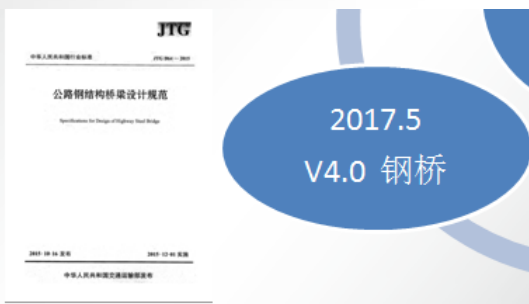 JTG
中华人民共和国行业标准
JTG D64—2015
公路钢结构桥梁设计规范
Specifications for Design of Highway Steel Bridge
2015-10-16 发布
2015-12-01 实施
中华人民共和国交通运输部发布
2017.5
V4.0 钢桥